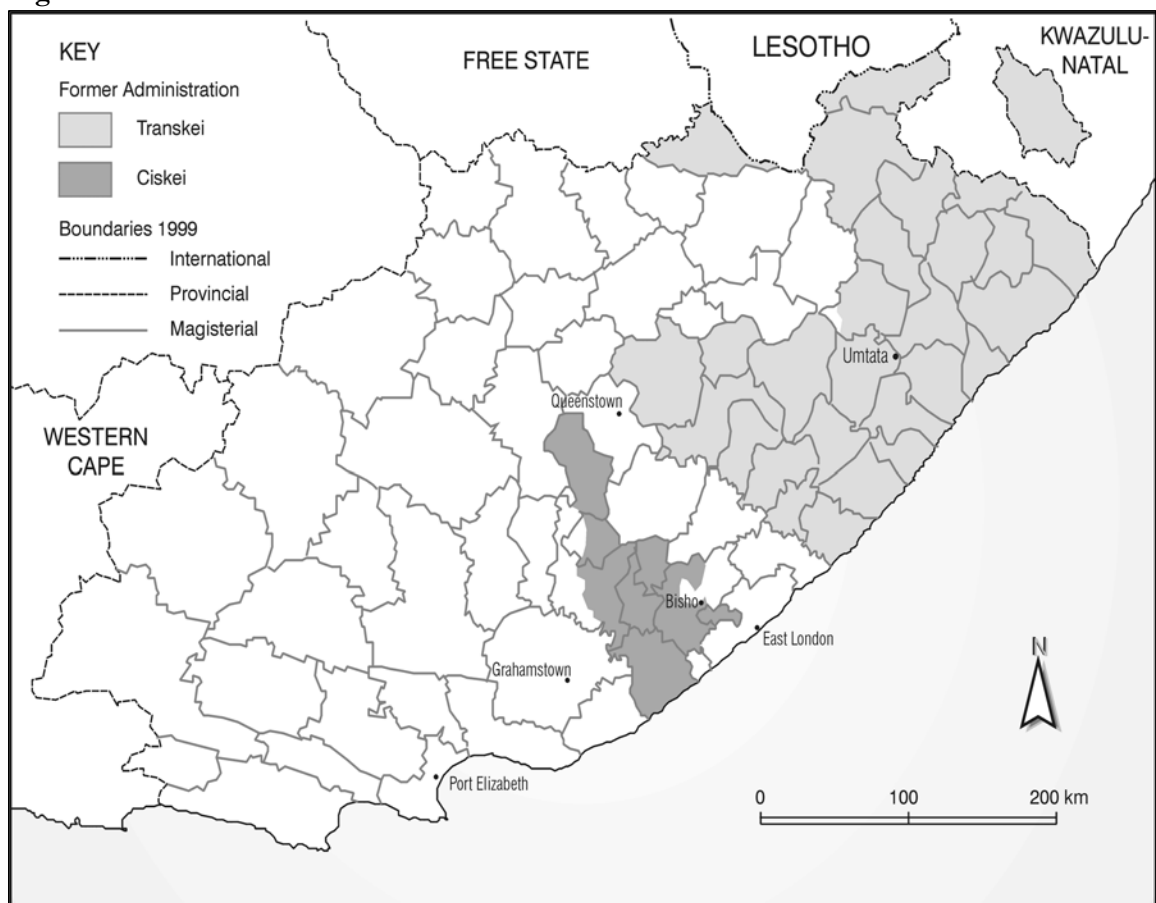 KEY
Former Administration
Transkei
Ciskei
Boundaries 1999
International
Provincial
Magisterial
FREE STATE
LESOTHO
KWAZULU-
NATAL
WESTERN
CAPE
Umtata
Queenstown
Bisho
East London
Grahamstown
Port Elizabeth
N
0 100 200 km